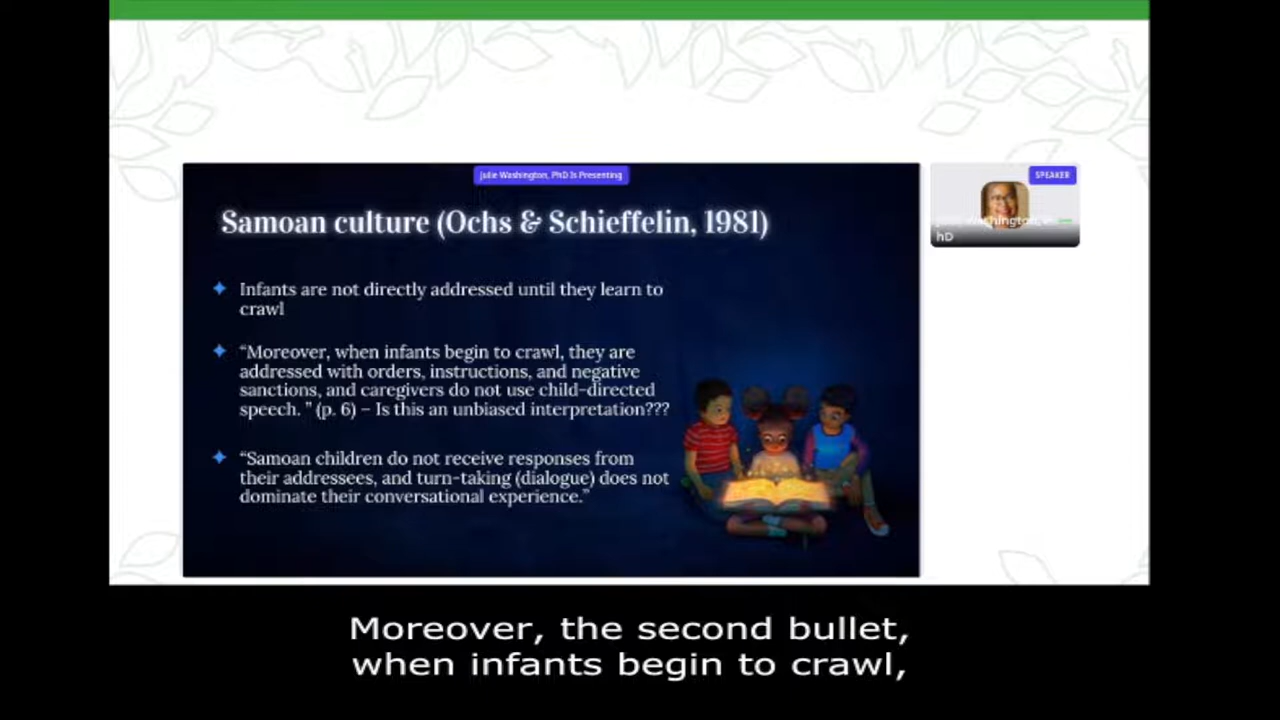 Julie Washington, PhD Is Presenting
SPEAKER
Samoan culture (Ochs & Schieffelin, 1981)
hD
Infants are not directly addressed until they learn to
crawl
“Moreover, when infants begin to crawl, they are
addressed with orders, instructions, and negative
sanctions, and caregivers do not use child-directed
speech. ” (p. 6) – Is this an unbiased interpretation???
“Samoan children do not receive responses from
their addressees, and turn-taking (dialogue) does not
dominate their conversational experience.”
Moreover, the second bullet,
when infants begin to crawl,